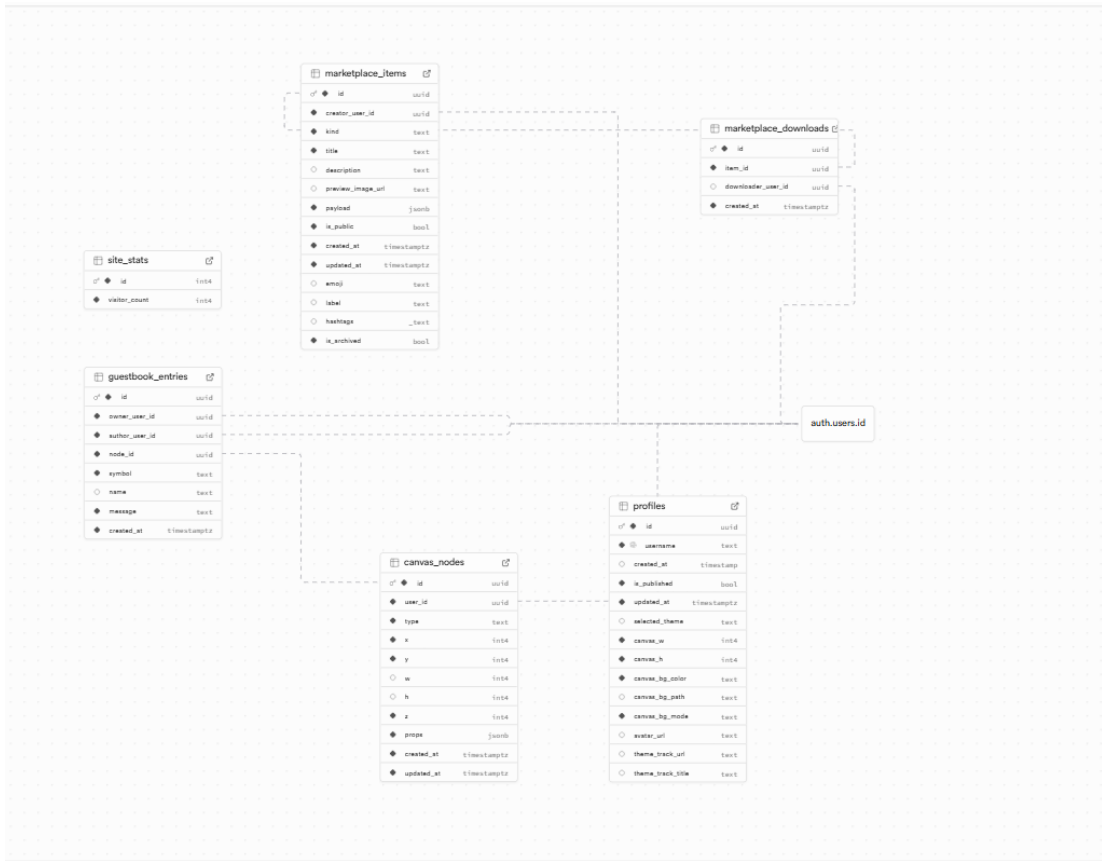 marketplace_items
id uuid
creator_user_id uuid
kind text
title text
description text
preview_image_url text
payload jsonb
is_public bool
created_at timestamptz
updated_at timestamptz
emoji text
label text
hashtags _text
is_archived bool
marketplace_downloads
id uuid
item_id uuid
downloader_user_id uuid
created_at timestamptz
site_stats
id int4
visitor_count int4
guestbook_entries
id uuid
owner_user_id uuid
author_user_id uuid
node_id uuid
symbol text
name text
message text
created_at timestamptz
auth.users.id
canvas_nodes
id uuid
user_id uuid
type text
x int4
y int4
w int4
h int4
z int4
props jsonb
created_at timestamptz
updated_at timestamptz
profiles
id uuid
username text
created_at timestamp
is_published bool
updated_at timestamptz
selected_theme text
canvas_w int4
canvas_h int4
canvas_bg_color text
canvas_bg_path text
canvas_bg_mode text
avatar_url text
theme_track_url text
theme_track_title text